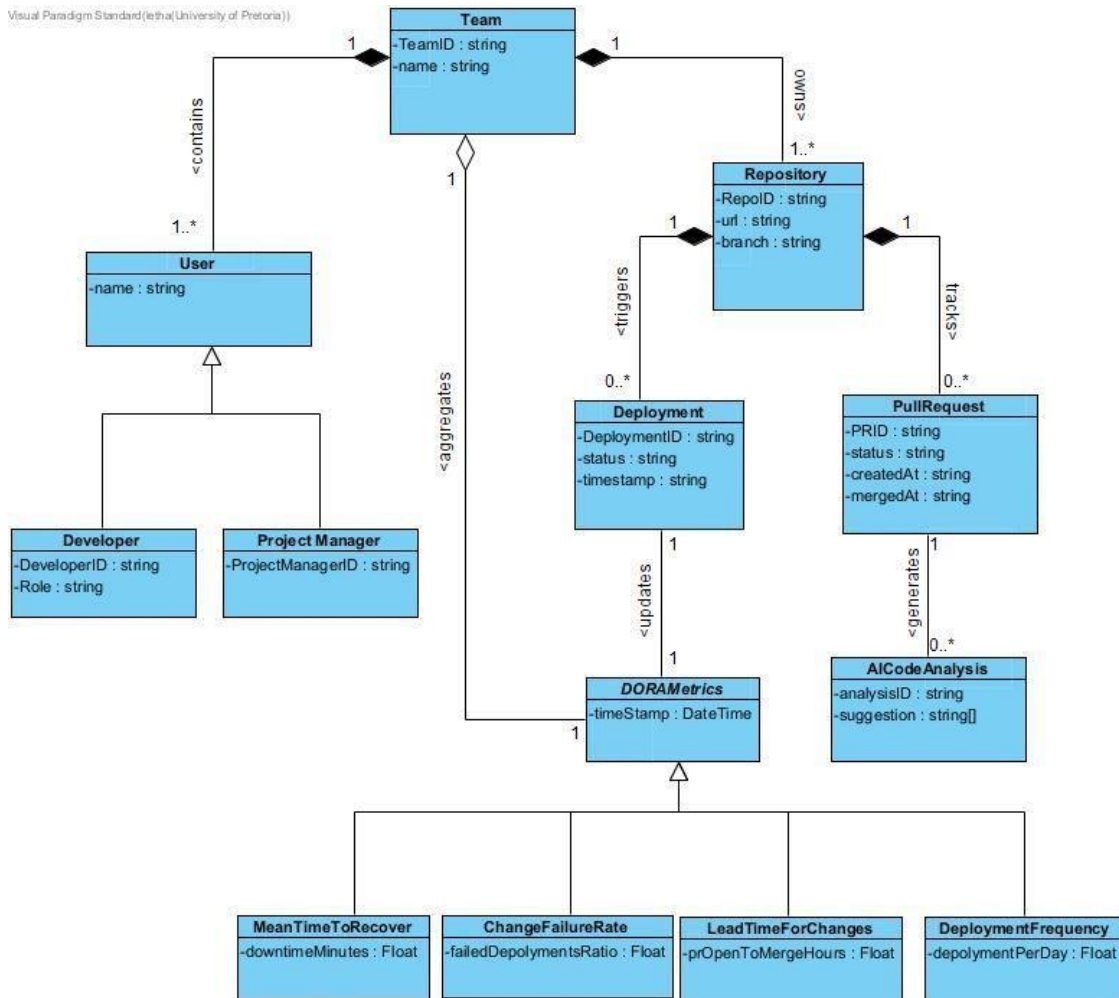 Visual Paradigm Standard(letha(University of Pretoria))
Team
-TeamID : string
-name : string
1
1
<contains
owns>
1..*
1..*
1
User
-name : string
Repository
-RepoID : string
-url : string
-branch : string
1
1
<triggers
tracks>
0..*
0..*
<aggregates
Deployment
-DeploymentID : string
-status : string
-timestamp : string
PullRequest
-PRID : string
-status : string
-createdAt : string
-mergedAt : string
Developer
-DeveloperID : string
-Role : string
Project Manager
-ProjectManagerID : string
1
1
<updates
<generates
1
0..*
DORAMetrics
-timeStamp : DateTime
1
AICodeAnalysis
-analysisID : string
-suggestion : string[]
MeanTimeToRecover
-downtimeMinutes : Float
ChangeFailureRate
-failedDepolymentsRatio : Float
LeadTimeForChanges
-prOpenToMergeHours : Float
DeploymentFrequency
-depolymentPerDay : Float